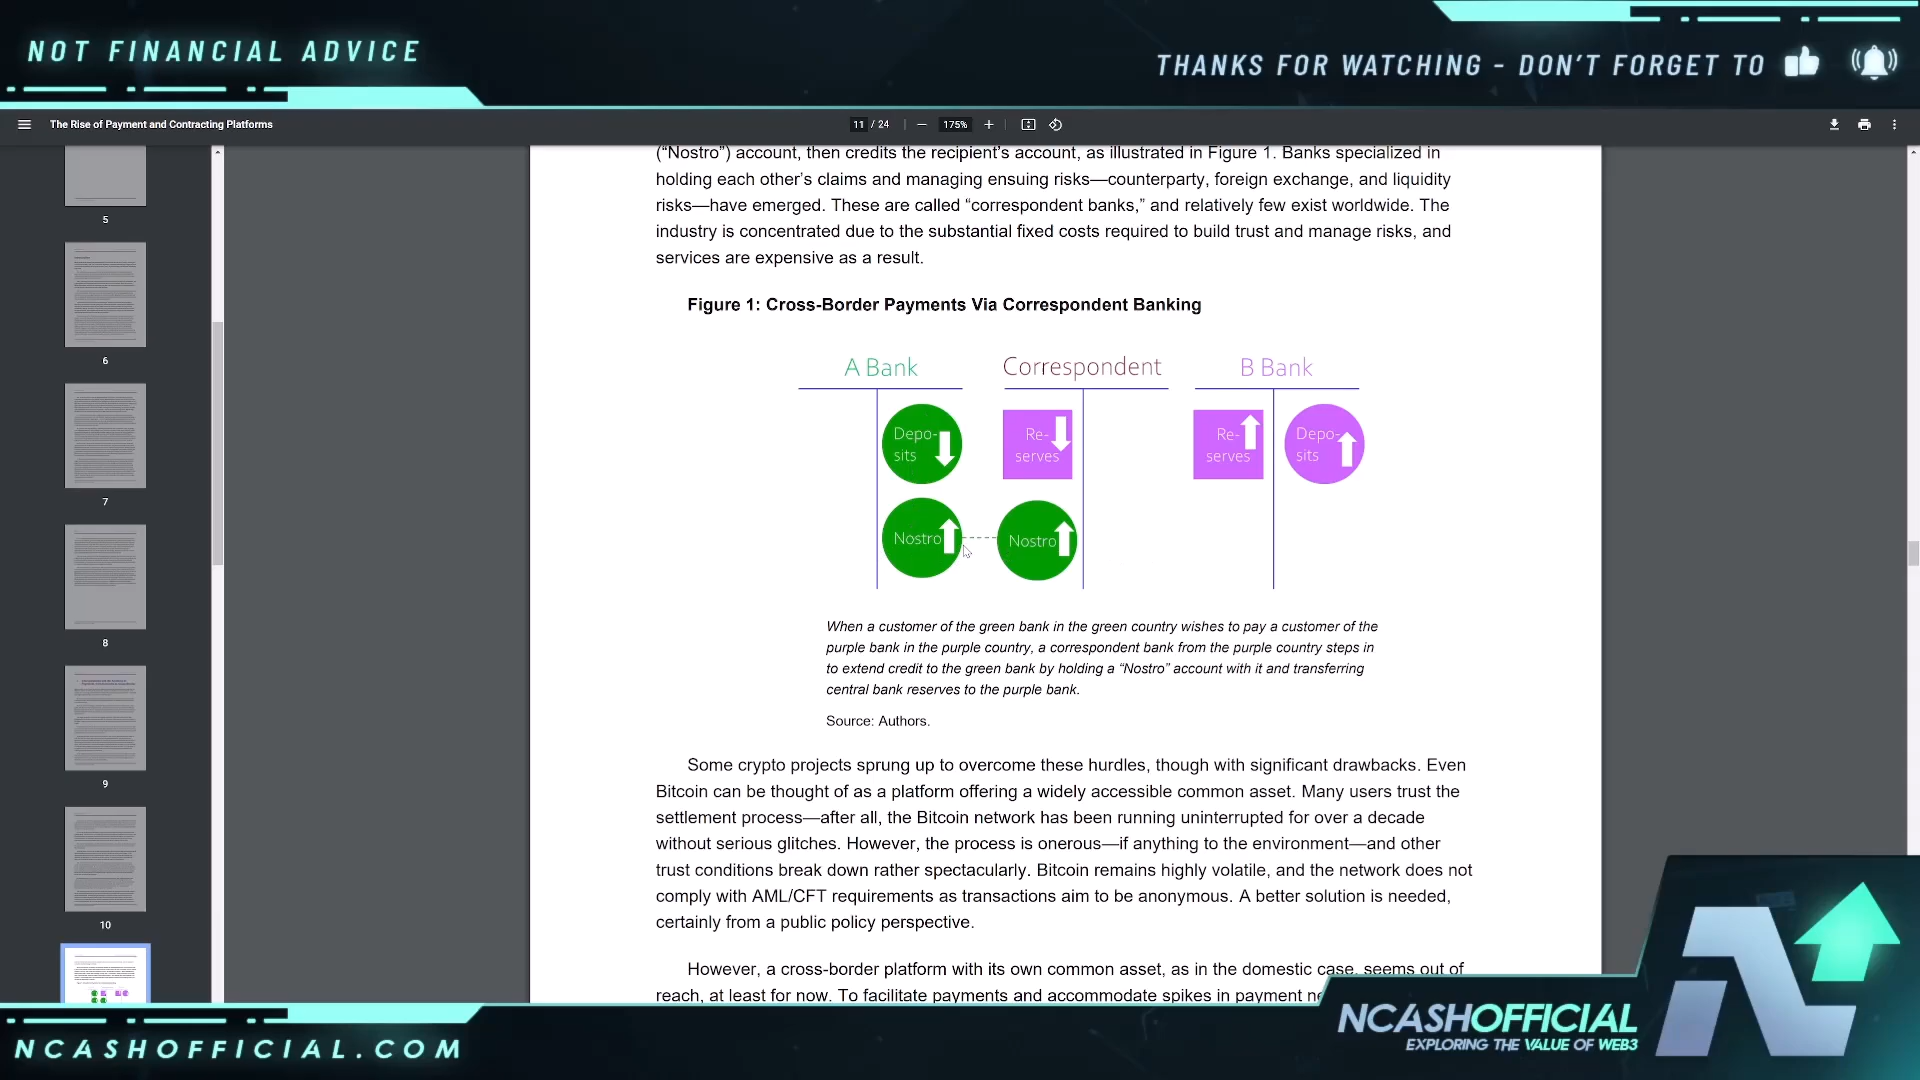 NOT FINANCIAL ADVICE
THANKS FOR WATCHING - DON'T FORGET TO
The Rise of Payment and Contracting Platforms
11 / 24
175%
5
6
7
8
9
10
(“Nostro”) account, then credits the recipient’s account, as illustrated in Figure 1. Banks specialized in
holding each other’s claims and managing ensuing risks—counterparty, foreign exchange, and liquidity
risks—have emerged. These are called “correspondent banks,” and relatively few exist worldwide. The
industry is concentrated due to the substantial fixed costs required to build trust and manage risks, and
services are expensive as a result.
Figure 1: Cross-Border Payments Via Correspondent Banking
A Bank
Correspondent
B Bank
Depo-
sits
Re-
serves
Re-
serves
Depo-
sits
Nostro
Nostro
When a customer of the green bank in the green country wishes to pay a customer of the
purple bank in the purple country, a correspondent bank from the purple country steps in
to extend credit to the green bank by holding a “Nostro” account with it and transferring
central bank reserves to the purple bank.
Source: Authors.
Some crypto projects sprung up to overcome these hurdles, though with significant drawbacks. Even
Bitcoin can be thought of as a platform offering a widely accessible common asset. Many users trust the
settlement process—after all, the Bitcoin network has been running uninterrupted for over a decade
without serious glitches. However, the process is onerous—if anything to the environment—and other
trust conditions break down rather spectacularly. Bitcoin remains highly volatile, and the network does not
comply with AML/CFT requirements as transactions aim to be anonymous. A better solution is needed,
certainly from a public policy perspective.
However, a cross-border platform with its own common asset, as in the domestic case, seems out of
reach, at least for now. To facilitate payments and accommodate spikes in payment
NCASHOFFICIAL.COM
NCASHOFFICIAL
EXPLORING THE VALUE OF WEB3